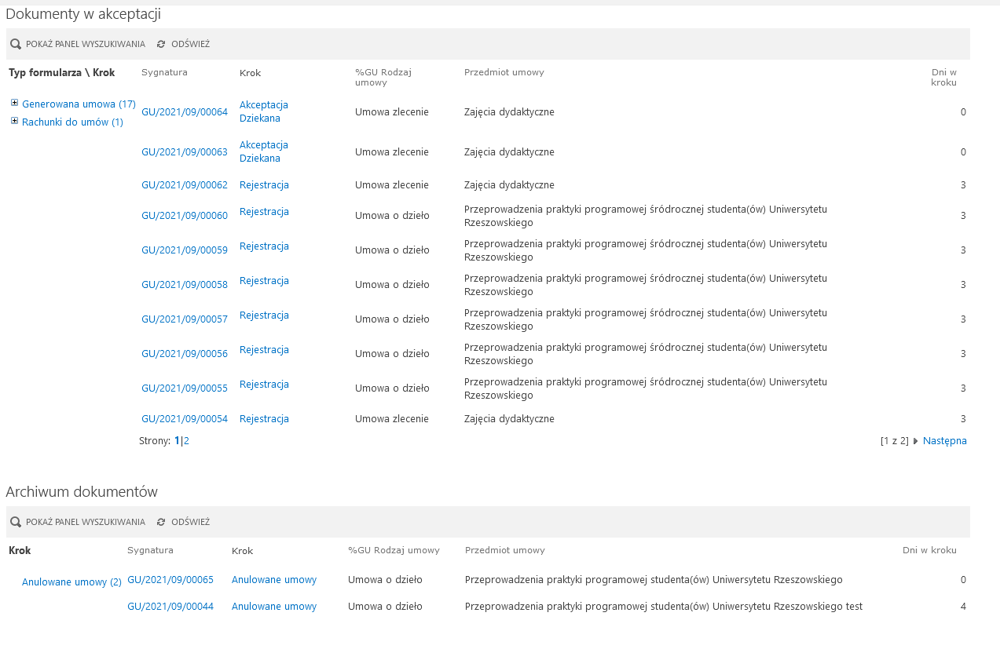 Dokumenty w akceptacji
POKAŻ PANEL WYSZUKIWANIA ODŚWIEŻ
Typ formularza \ Krok Sygnatura Krok %GU Rodzaj umowy Przedmiot umowy Dni w kroku
Generowana umowa (17)
Rachunki do umów (1)
GU/2021/09/00064 Akceptacja Dziekana Umowa zlecenie Zajęcia dydaktyczne 0
GU/2021/09/00063 Akceptacja Dziekana Umowa zlecenie Zajęcia dydaktyczne 0
GU/2021/09/00062 Rejestracja Umowa zlecenie Zajęcia dydaktyczne 3
GU/2021/09/00060 Rejestracja Umowa o dzieło Przeprowadzenia praktyki programowej śródrocznej studenta(ów) Uniwersytetu Rzeszowskiego 3
GU/2021/09/00059 Rejestracja Umowa o dzieło Przeprowadzenia praktyki programowej śródrocznej studenta(ów) Uniwersytetu Rzeszowskiego 3
GU/2021/09/00058 Rejestracja Umowa o dzieło Przeprowadzenia praktyki programowej śródrocznej studenta(ów) Uniwersytetu Rzeszowskiego 3
GU/2021/09/00057 Rejestracja Umowa o dzieło Przeprowadzenia praktyki programowej śródrocznej studenta(ów) Uniwersytetu Rzeszowskiego 3
GU/2021/09/00056 Rejestracja Umowa o dzieło Przeprowadzenia praktyki programowej śródrocznej studenta(ów) Uniwersytetu Rzeszowskiego 3
GU/2021/09/00055 Rejestracja Umowa o dzieło Przeprowadzenia praktyki programowej śródrocznej studenta(ów) Uniwersytetu Rzeszowskiego 3
GU/2021/09/00054 Rejestracja Umowa zlecenie Zajęcia dydaktyczne 3
Strony: 1|2 [1 z 2] Następna
Archiwum dokumentów
POKAŻ PANEL WYSZUKIWANIA ODŚWIEŻ
Krok Sygnatura Krok %GU Rodzaj umowy Przedmiot umowy Dni w kroku
Anulowane umowy (2)
GU/2021/09/00065 Anulowane umowy Umowa o dzieło Przeprowadzenia praktyki programowej studenta(ów) Uniwersytetu Rzeszowskiego 0
GU/2021/09/00044 Anulowane umowy Umowa o dzieło Przeprowadzenia praktyki programowej studenta(ów) Uniwersytetu Rzeszowskiego test 4